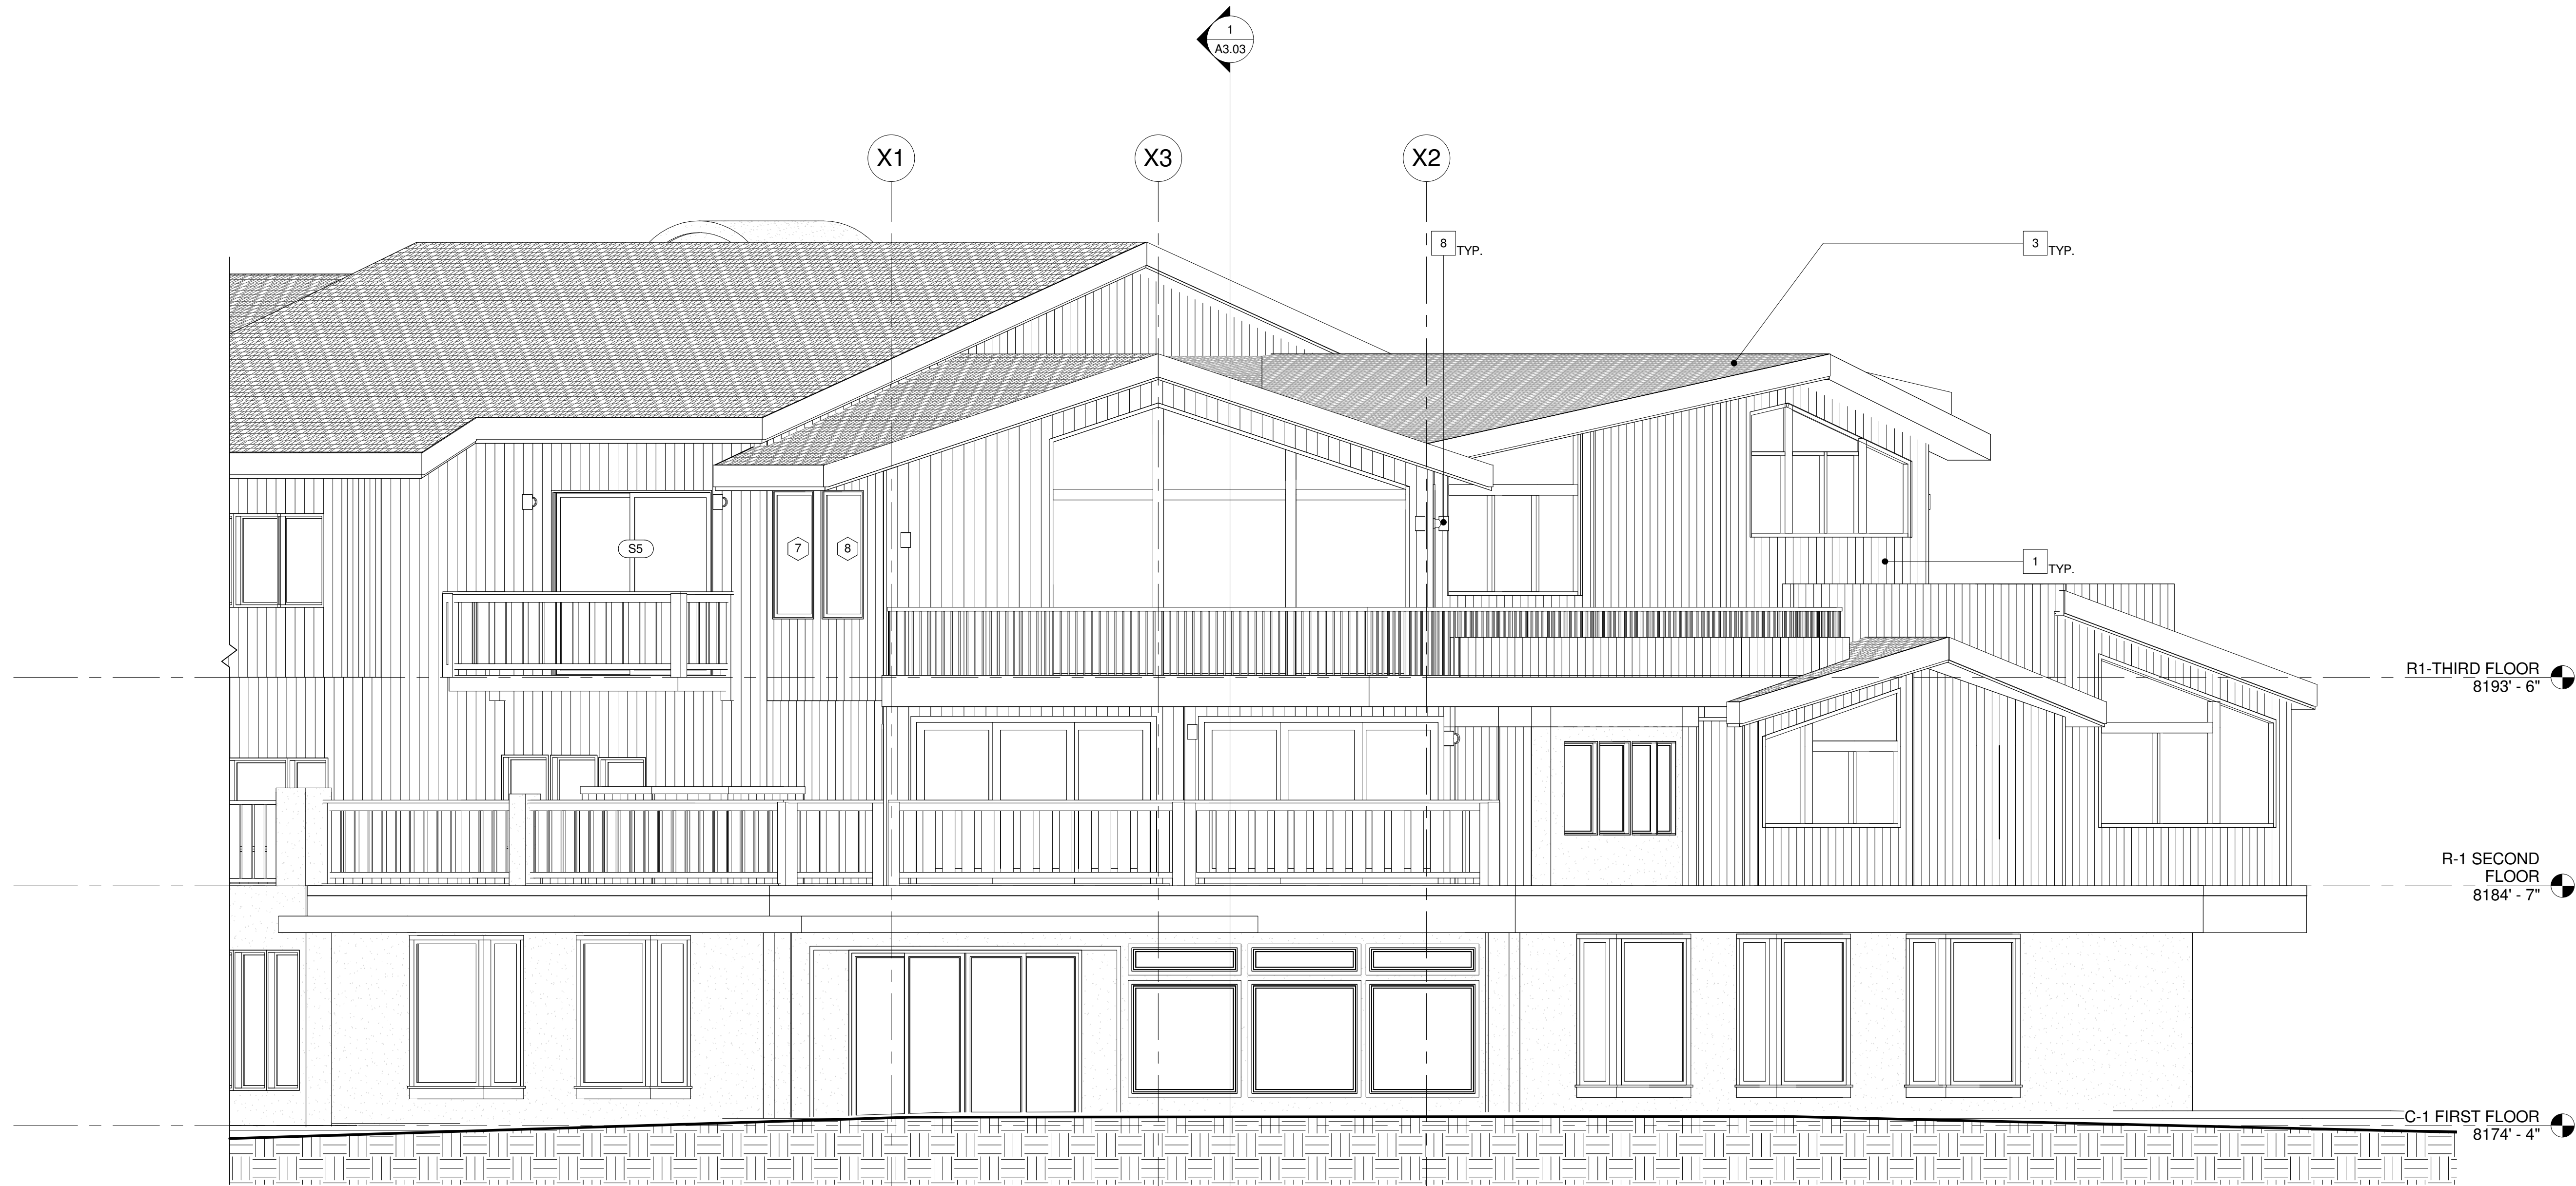 1
A3.03
X1
X3
X2
8
TYP.
3
TYP.
S5
7
8
1
TYP.
R1-THIRD FLOOR
8193' - 6"
R-1 SECOND
FLOOR
8184' - 7"
C-1 FIRST FLOOR
8174' - 4"